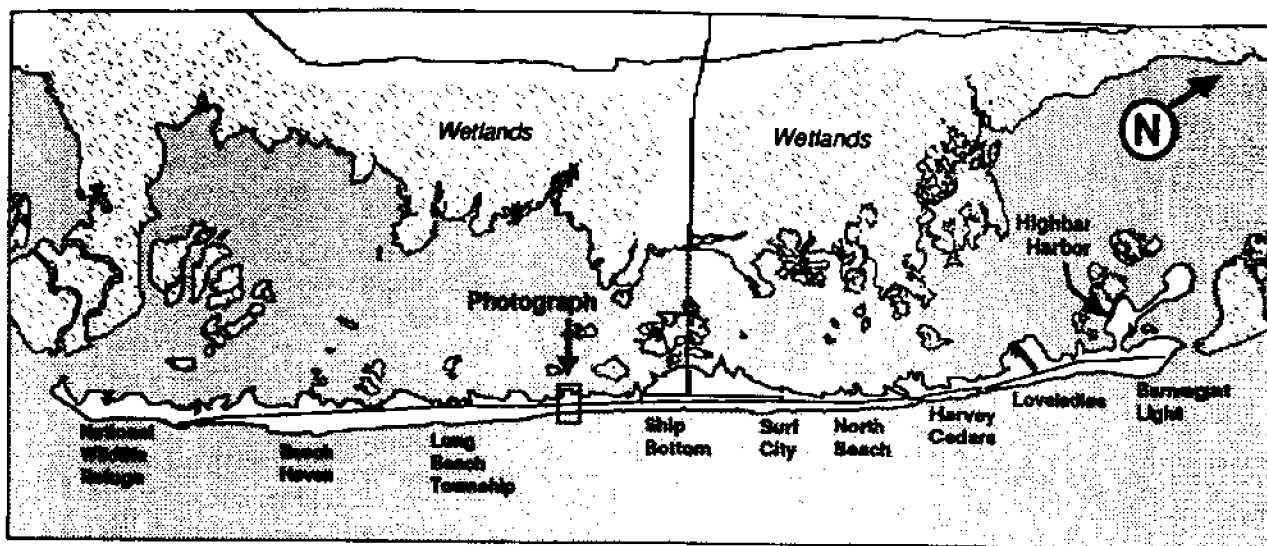 Wetlands
Wetlands
N
Highbar
Harbor
Photograph
National
Wildlife
Refuge
Beach
Haven
Long
Beach
Township
Ship
Bottom
Surf
City
North
Beach
Harvey
Cedars
Loveladies
Barnegat
Light